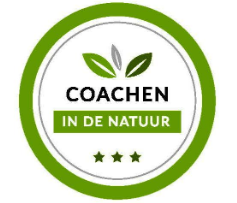 COACHEN
IN DE NATUUR